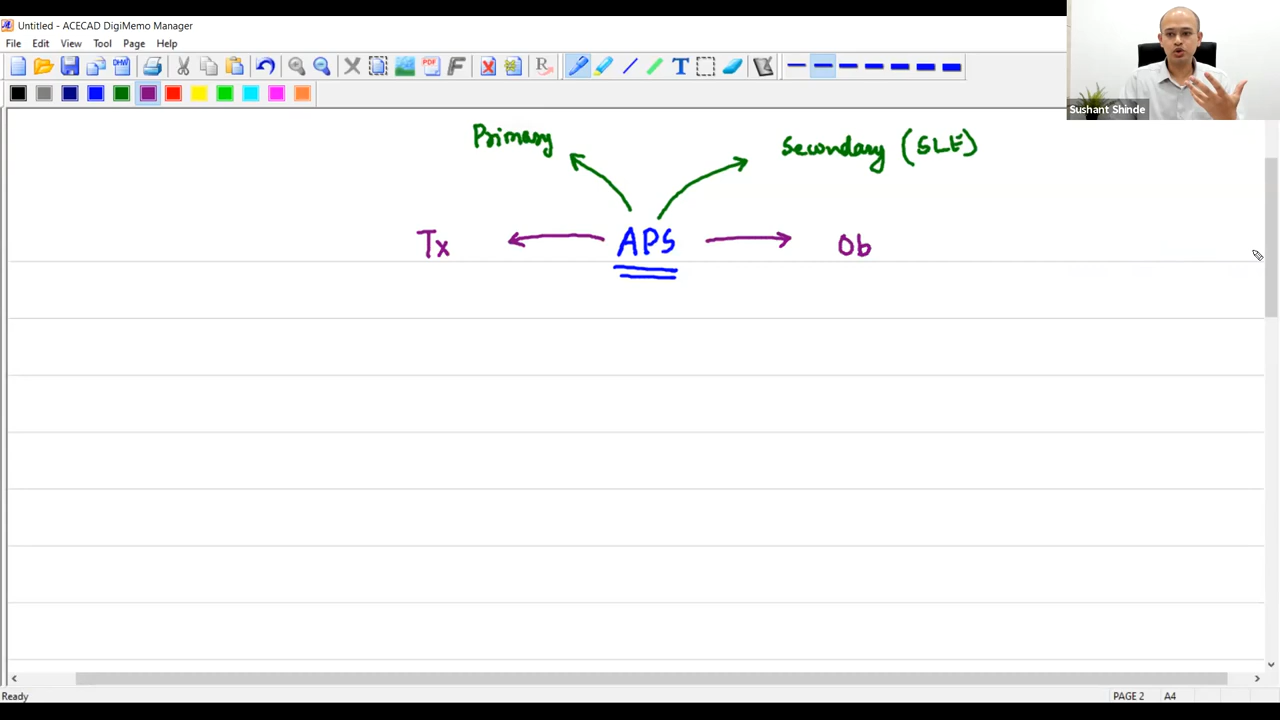 Untitled - ACECAD DigiMemo Manager
File Edit View Tool Page Help
Sushant Shinde
Primary
Secondary (SLE)
Tx APS Ob
Ready
PAGE 2 A4